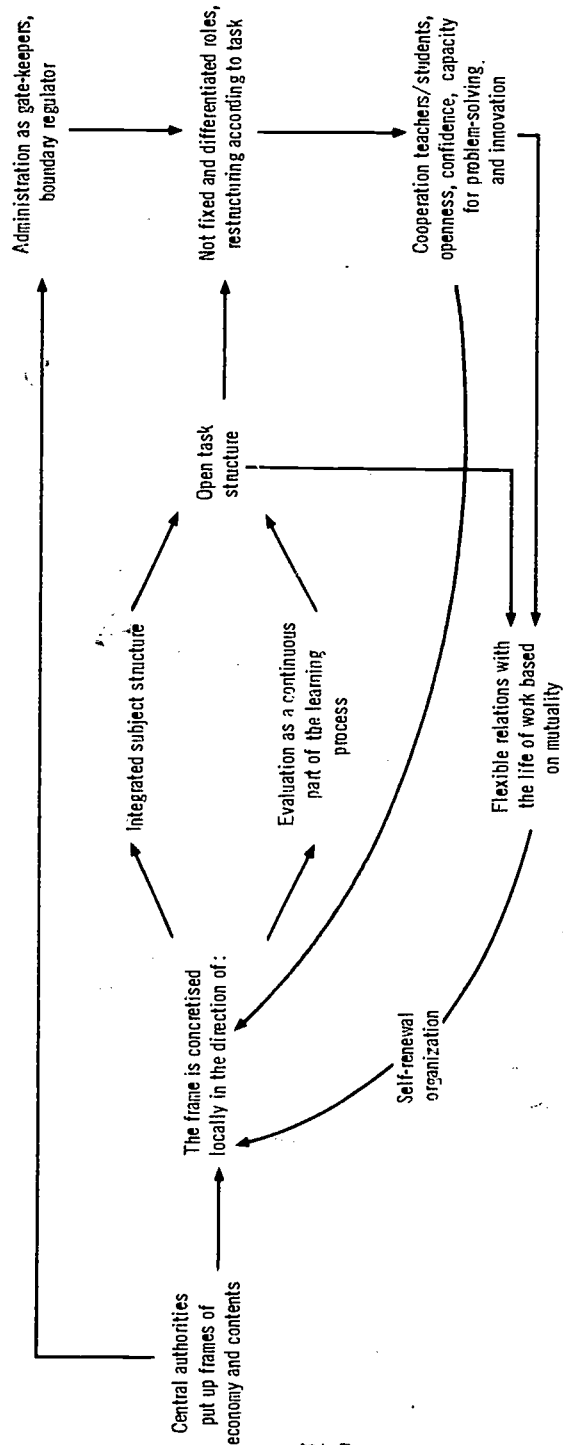 Central authorities
put up frames of
economy and contents
The frame is concretised
locally in the direction of:
Integrated subject structure
Evaluation as a continuous
part of the learning
process
Open task
structure
Administration as gate-keepers,
boundary regulator
Not fixed and differentiated roles,
restructuring according to task
Cooperation teachers/students,
openness, confidence, capacity
for problem-solving
and innovation
Flexible relations with
the life of work based
on mutuality
Self-renewal
organization